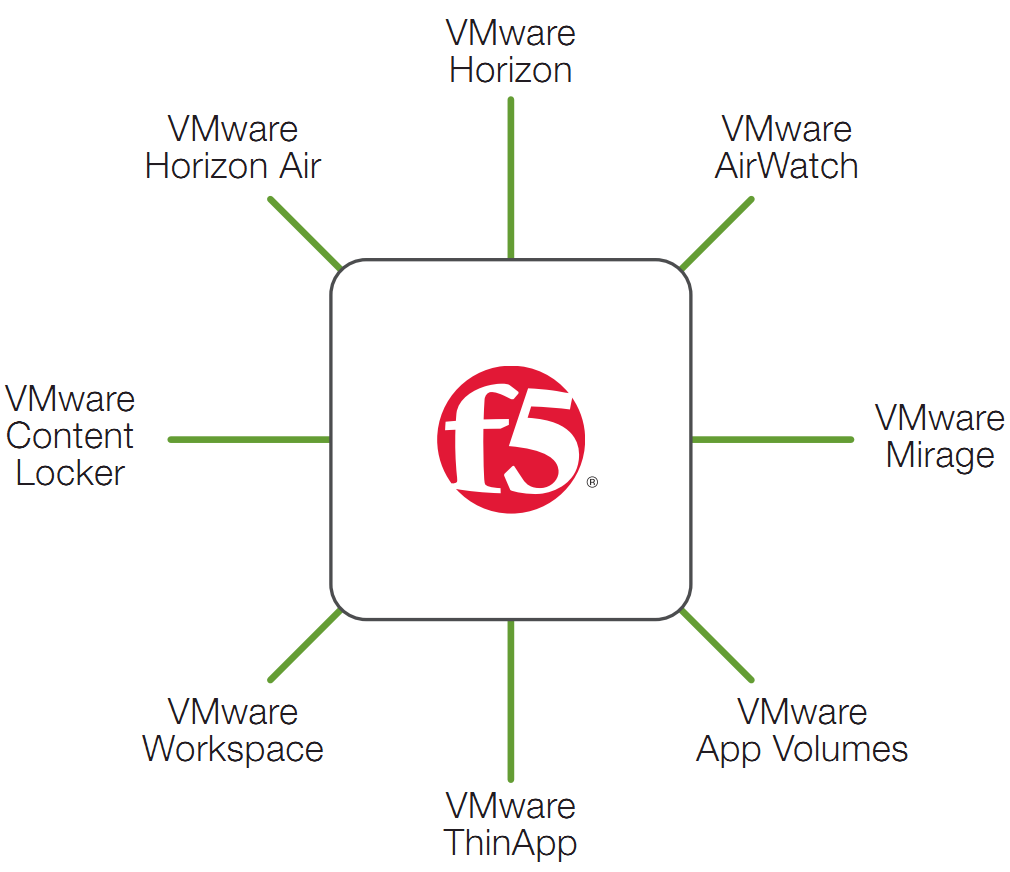 VMware
Horizon
VMware
Horizon Air
VMware
AirWatch
VMware
Content
Locker
f5
®
VMware
Mirage
VMware
Workspace
VMware
App Volumes
VMware
ThinApp